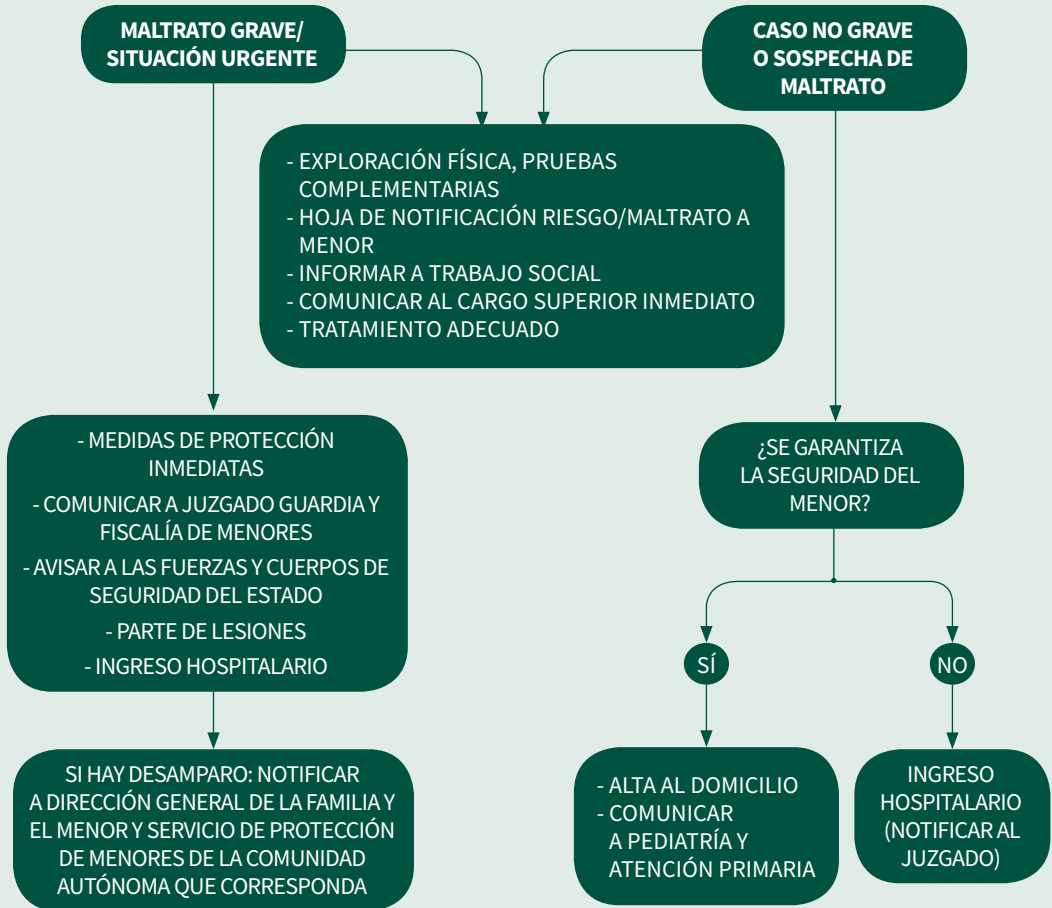 MALTRATO GRAVE/
SITUACIÓN URGENTE
CASO NO GRAVE
O SOSPECHA DE
MALTRATO
- EXPLORACIÓN FÍSICA, PRUEBAS
COMPLEMENTARIAS
- HOJA DE NOTIFICACIÓN RIESGO/MALTRATO A
MENOR
- INFORMAR A TRABAJO SOCIAL
- COMUNICAR AL CARGO SUPERIOR INMEDIATO
- TRATAMIENTO ADECUADO
- MEDIDAS DE PROTECCIÓN
INMEDIATAS
- COMUNICAR A JUZGADO GUARDIA Y
FISCALÍA DE MENORES
- AVISAR A LAS FUERZAS Y CUERPOS DE
SEGURIDAD DEL ESTADO
- PARTE DE LESIONES
- INGRESO HOSPITALARIO
¿SE GARANTIZA
LA SEGURIDAD DEL
MENOR?
SÍ
NO
SI HAY DESAMPARO: NOTIFICAR
A DIRECCIÓN GENERAL DE LA FAMILIA Y
EL MENOR Y SERVICIO DE PROTECCIÓN
DE MENORES DE LA COMUNIDAD
AUTÓNOMA QUE CORRESPONDA
- ALTA AL DOMICILIO
- COMUNICAR
A PEDIATRÍA Y
ATENCIÓN PRIMARIA
INGRESO
HOSPITALARIO
(NOTIFICAR AL
JUZGADO)